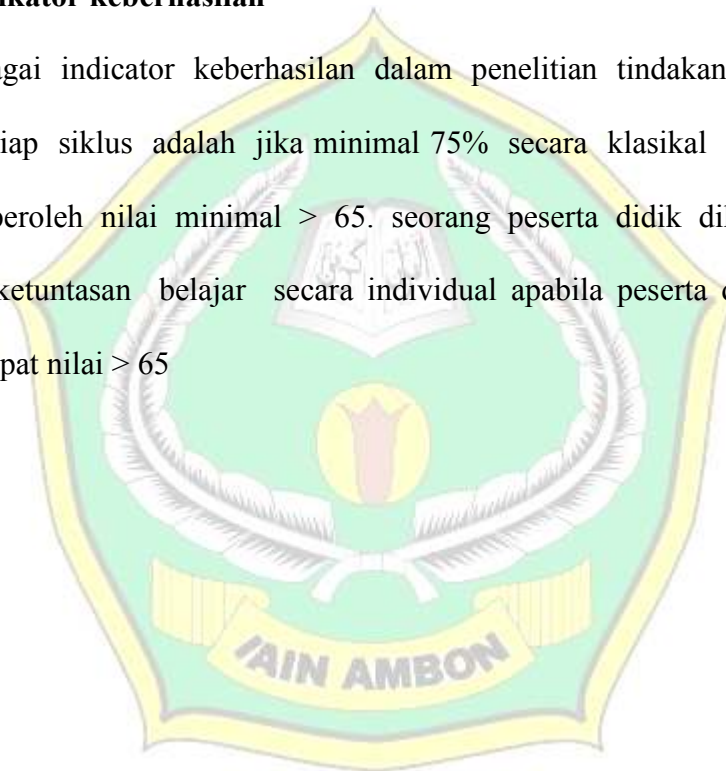 ikator keberhasilan
agai indicator keberhasilan dalam penelitian tindakan
iap siklus adalah jika minimal 75% secara klasikal
peroleh nilai minimal > 65. seorang peserta didik di
ketuntasan belajar secara individual apabila peserta
pat nilai > 65
IAIN AMBON